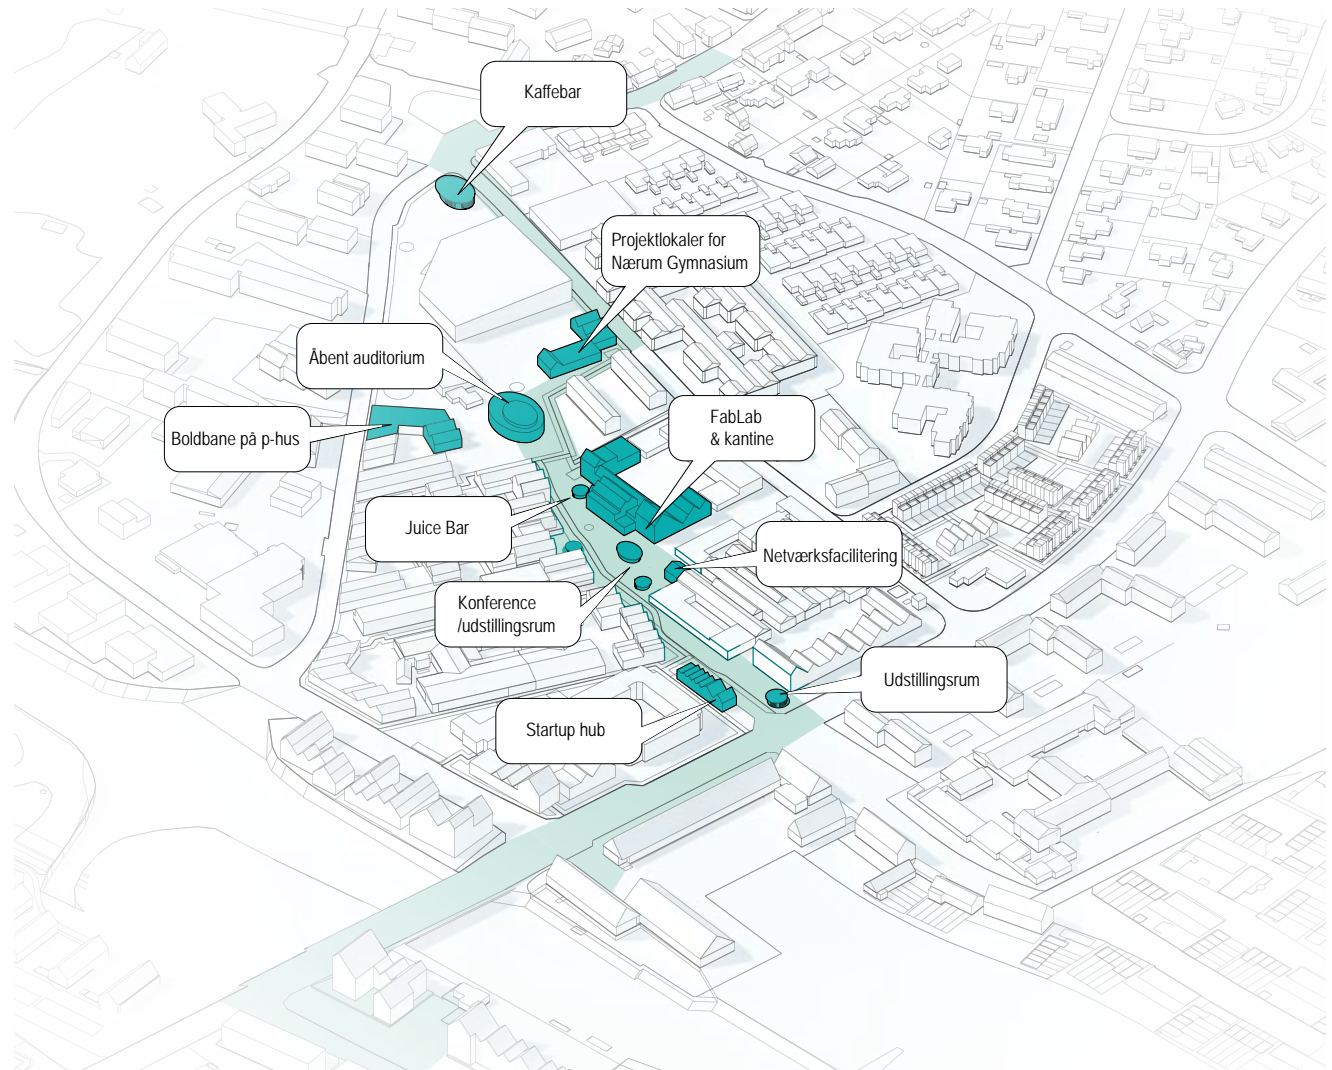 Kaffebar
Projektlokaler for
Nærum Gymnasium
Åbent auditorium
FabLab
& kantine
Boldbane på p-hus
Juice Bar
Netværksfacilitering
Konference
/udstillingsrum
Udstillingsrum
Startup hub